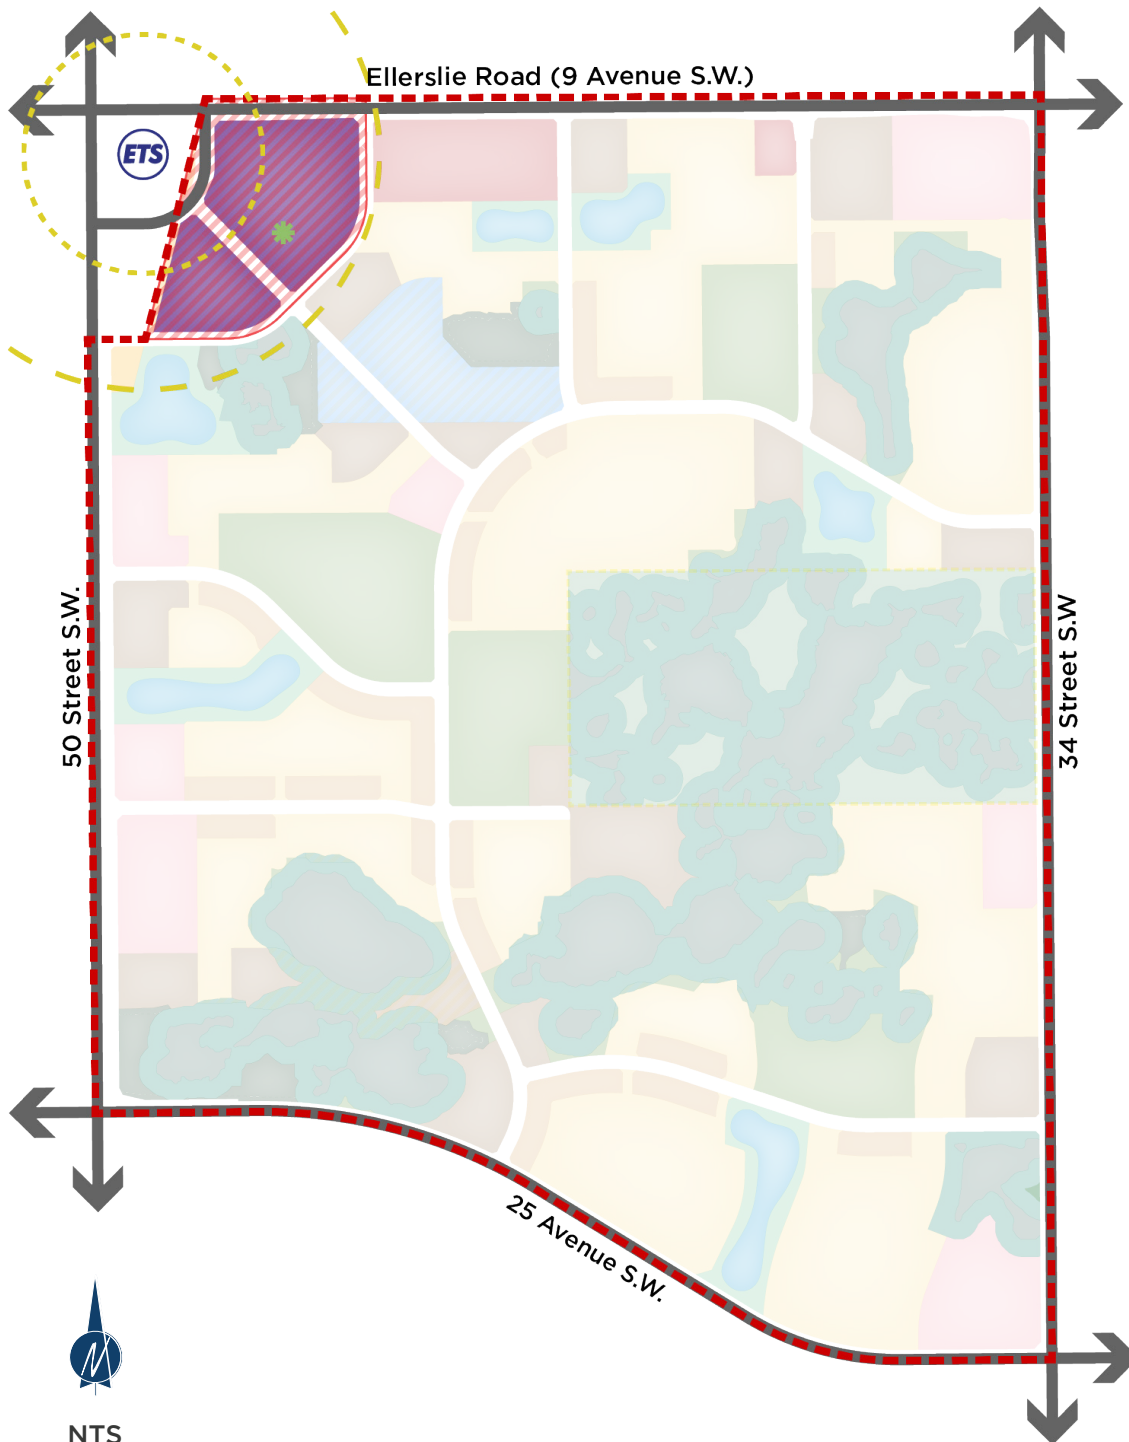 Ellerslie Road (9 Avenue S.W.)
ETS
50 Street S.W.
34 Street S.W
25 Avenue S.W.
NTS